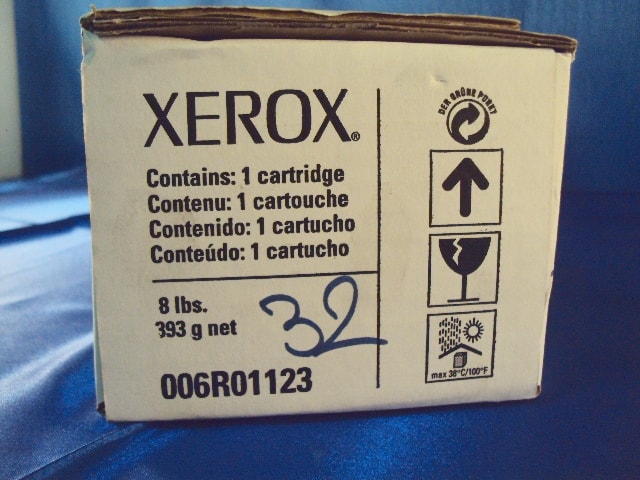 XEROX®
Contains: 1 cartridge
Contenu: 1 cartouche
Contenido: 1 cartucho
Conteúdo: 1 cartucho
8 lbs.
393 g net
32
006R01123
DER GRÜNE PUNKT
max 38°C/100°F